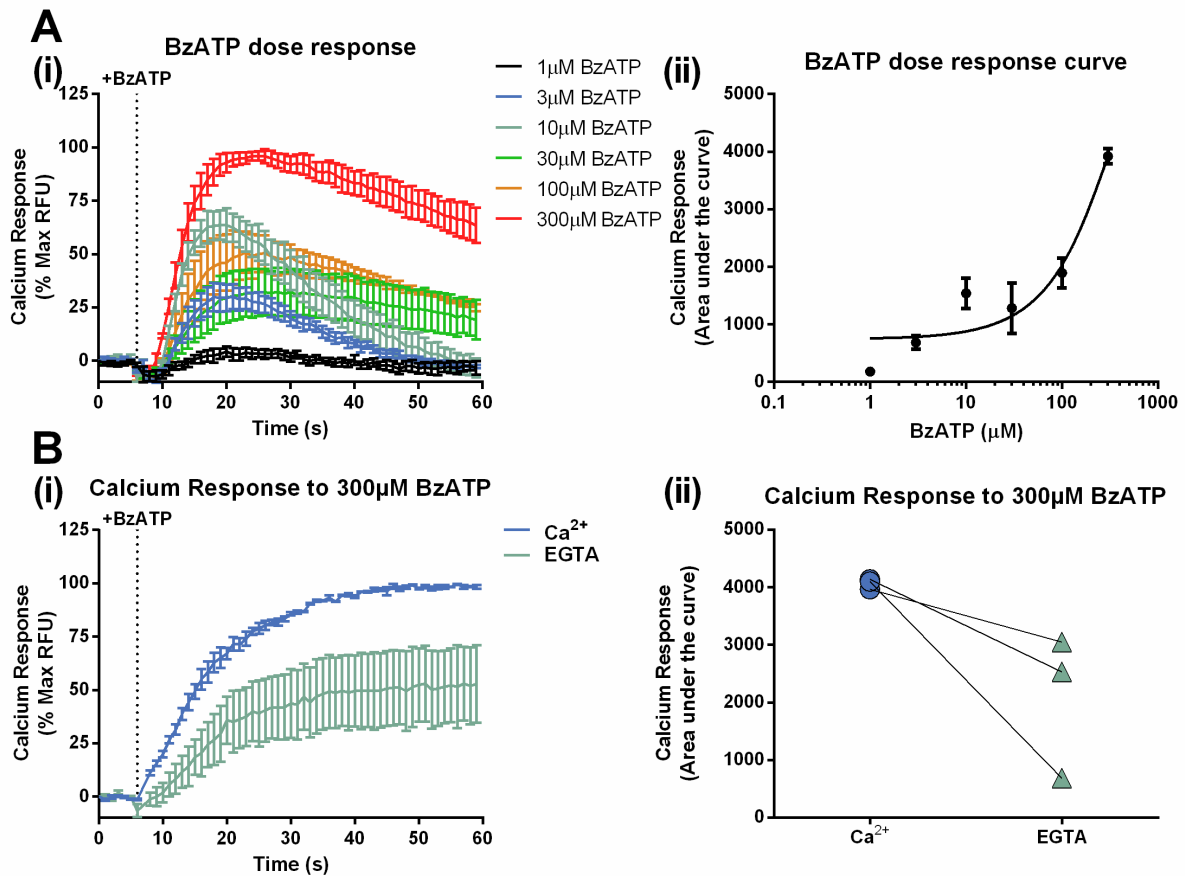 A
(i)
BzATP dose response
+BzATP
1µM BzATP
3µM BzATP
10µM BzATP
30µM BzATP
100µM BzATP
300µM BzATP
Calcium Response
(% Max RFU)
125
100
75
50
25
0
0 10 20 30 40 50 60
Time (s)
(ii)
BzATP dose response curve
Calcium Response
(Area under the curve)
5000
4000
3000
2000
1000
0
0.1 1 10 100 1000
BzATP (µM)
B
(i)
Calcium Response to 300µM BzATP
+BzATP
Ca²⁺
EGTA
Calcium Response
(% Max RFU)
125
100
75
50
25
0
0 10 20 30 40 50 60
Time (s)
(ii)
Calcium Response to 300µM BzATP
Calcium Response
(Area under the curve)
5000
4000
3000
2000
1000
0
Ca²⁺ EGTA